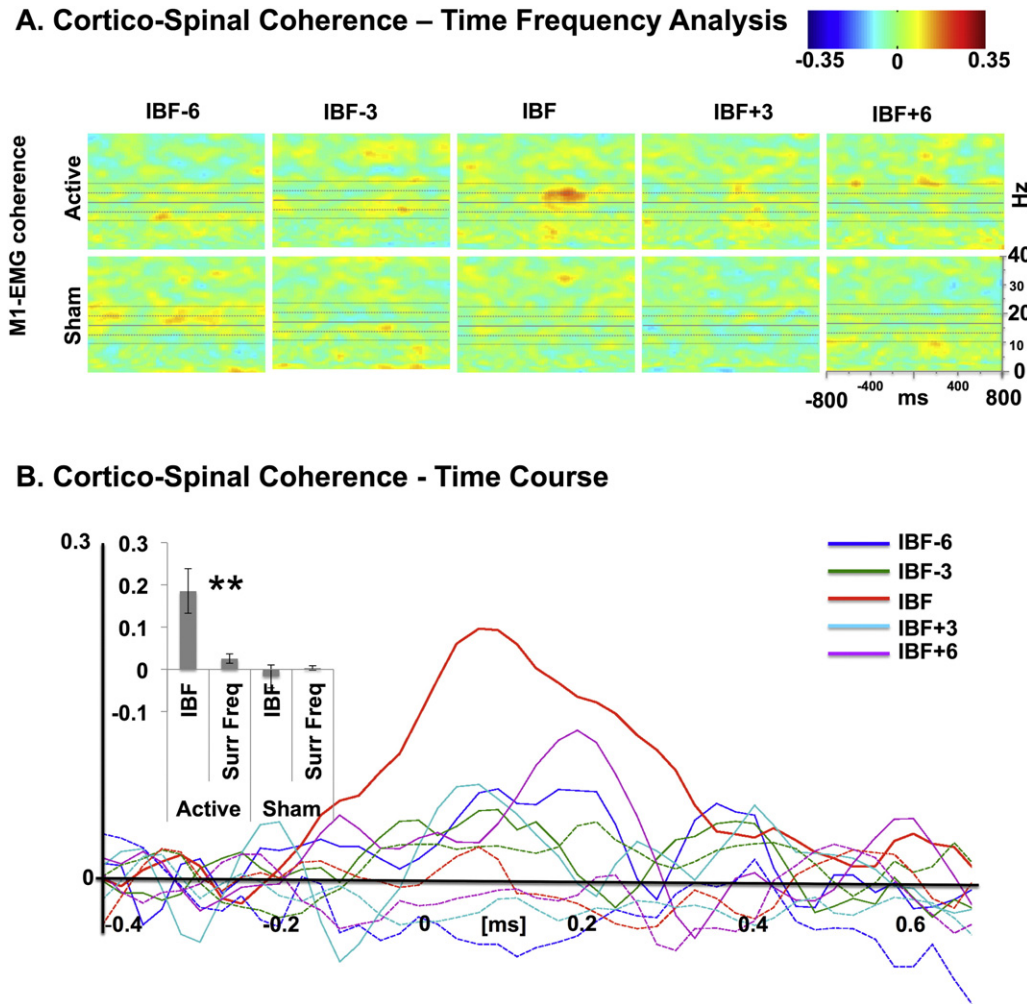 A. Cortico-Spinal Coherence – Time Frequency Analysis
-0.35 0 0.35
IBF-6 IBF-3 IBF IBF+3 IBF+6
M1-EMG coherence
Active
Sham
Hz
40
20
0
-800 -400 ms 400 800
B. Cortico-Spinal Coherence - Time Course
0.3
0
0.3
0.2
0.1
0
-0.1
**
IBF
Surr Freq
IBF
Surr Freq
Active Sham
IBF-6
IBF-3
IBF
IBF+3
IBF+6
-0.4 -0.2 0 [ms] 0.2 0.4 0.6